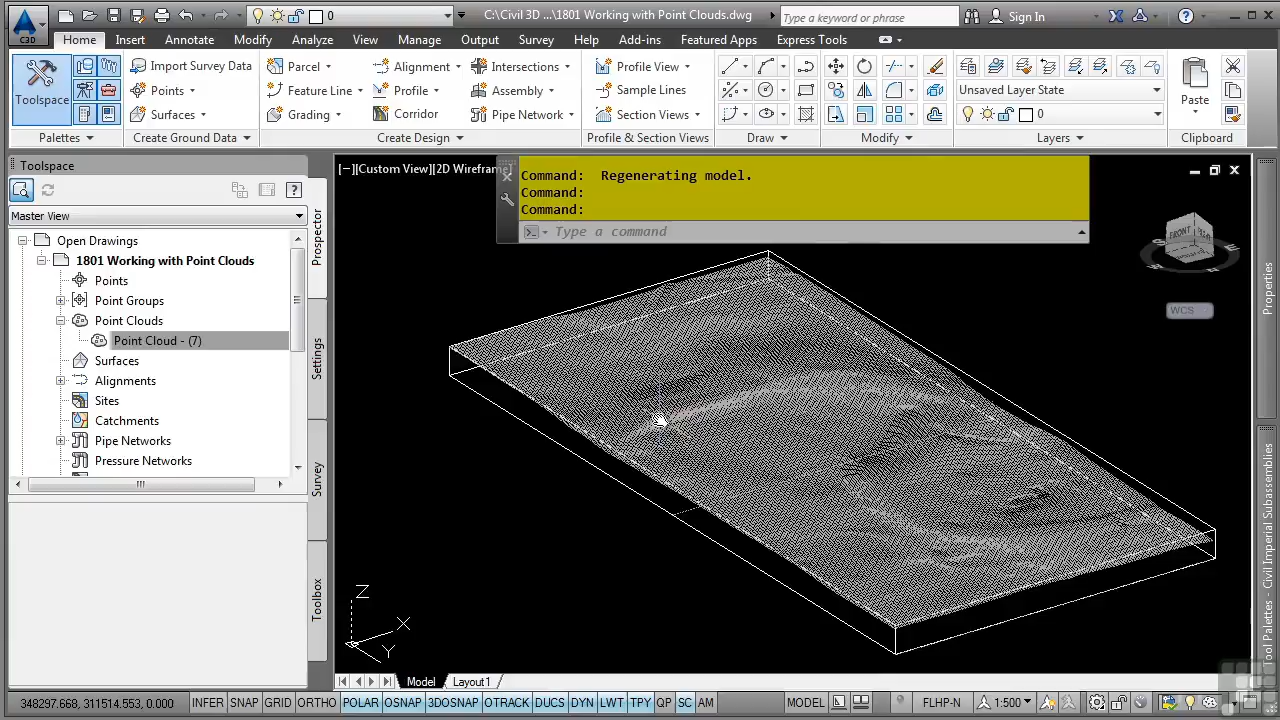 C3D
0
C:\Civil 3D ...\1801 Working with Point Clouds.dwg
Type a keyword or phrase
Sign In
Home Insert Annotate Modify Analyze View Manage Output Survey Help Add-ins Featured Apps Express Tools
Toolspace
Palettes
Import Survey Data
Points
Surfaces
Create Ground Data
Parcel
Feature Line
Grading
Alignment
Profile
Corridor
Intersections
Assembly
Pipe Network
Create Design
Profile View
Sample Lines
Section Views
Profile & Section Views
Draw
Modify
Unsaved Layer State
0
Layers
Paste
Clipboard
Toolspace
Master View
Open Drawings
1801 Working with Point Clouds
Points
Point Groups
Point Clouds
Point Cloud - (7)
Surfaces
Alignments
Sites
Catchments
Pipe Networks
Pressure Networks
Prospector
Settings
Survey
Toolbox
[−][Custom View][2D Wireframe]
Command: Regenerating model.
Command:
Command:
Type a command
FRONT
WCS
Z
X
Y
Properties
Tool Palettes - Civil Imperial Subassemblies
Model Layout1
348297.668, 311514.553, 0.000
INFER SNAP GRID ORTHO POLAR OSNAP 3DOSNAP OTRACK DUCS DYN LWT TPY QP SC AM
MODEL
FLHP-N
1:500